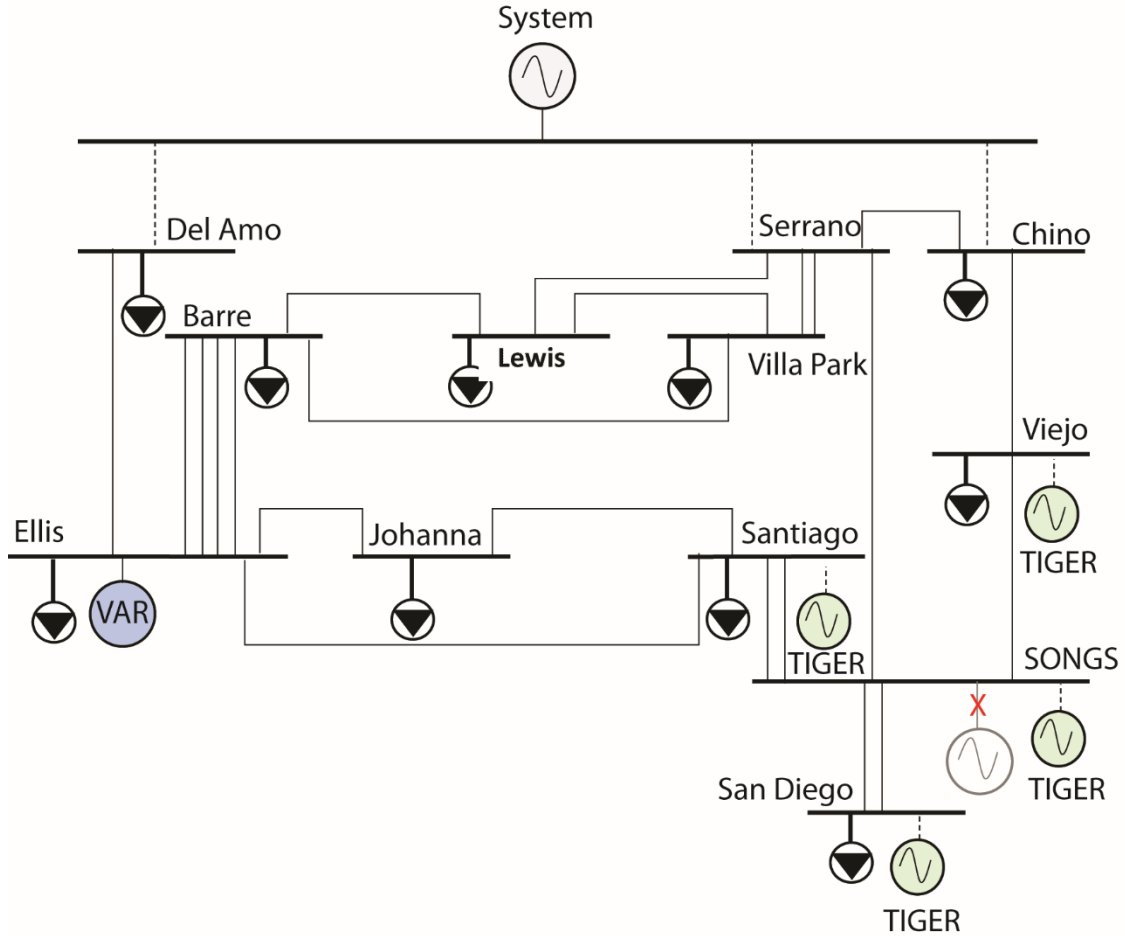 System
Del Amo
Serrano
Chino
Barre
Lewis
Villa Park
Viejo
TIGER
Ellis
Johanna
Santiago
VAR
TIGER
SONGS
X
San Diego
TIGER
TIGER